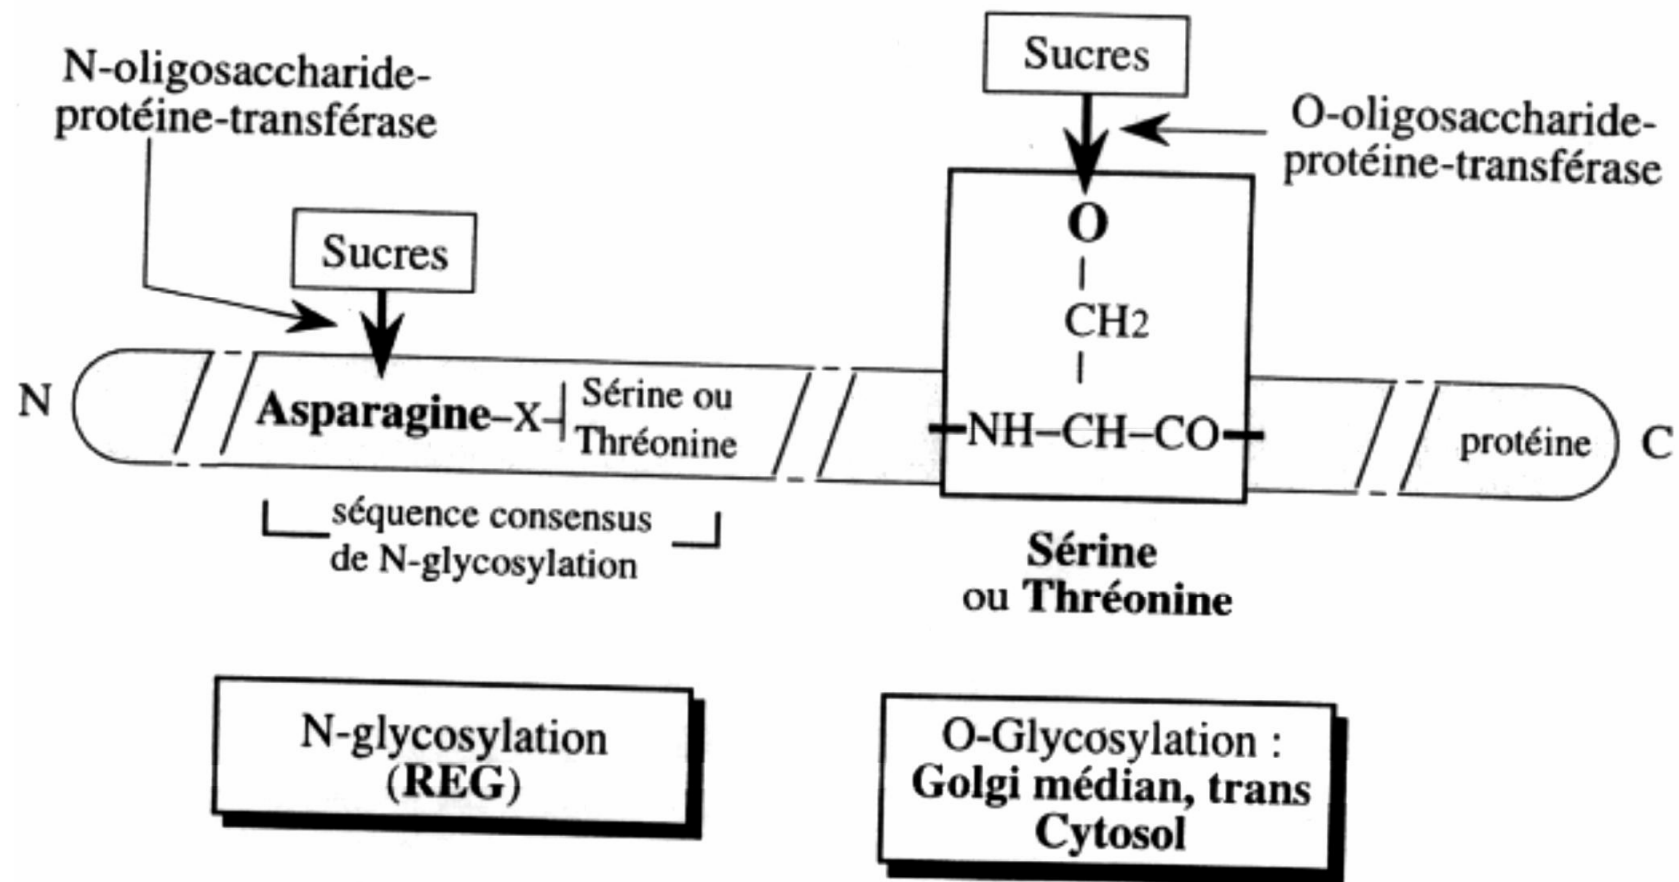 N-oligosaccharide-
protéine-transférase
Sucres
Sucres
O-oligosaccharide-
protéine-transférase
O
CH2
–NH–CH–CO–
N
Asparagine–X–
Sérine ou
Thréonine
protéine
C
séquence consensus
de N-glycosylation
Sérine
ou Thréonine
N-glycosylation
(REG)
O-Glycosylation :
Golgi médian, trans
Cytosol